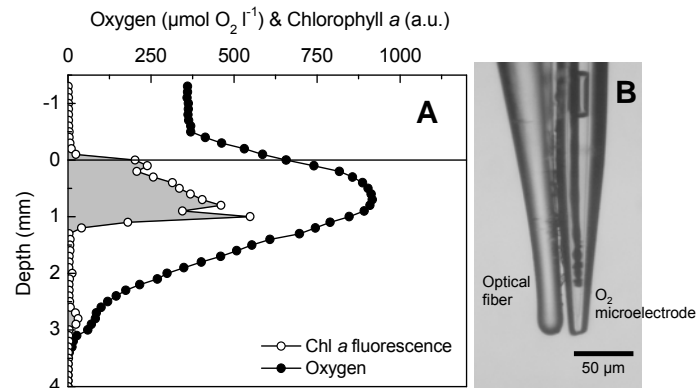 Oxygen (µmol O₂ l⁻¹) & Chlorophyll a (a.u.)
0 250 500 750 1000
A
B
-1
0
1
2
3
4
Depth (mm)
Chl a fluorescence
Oxygen
Optical
fiber
O₂
microelectrode
50 µm